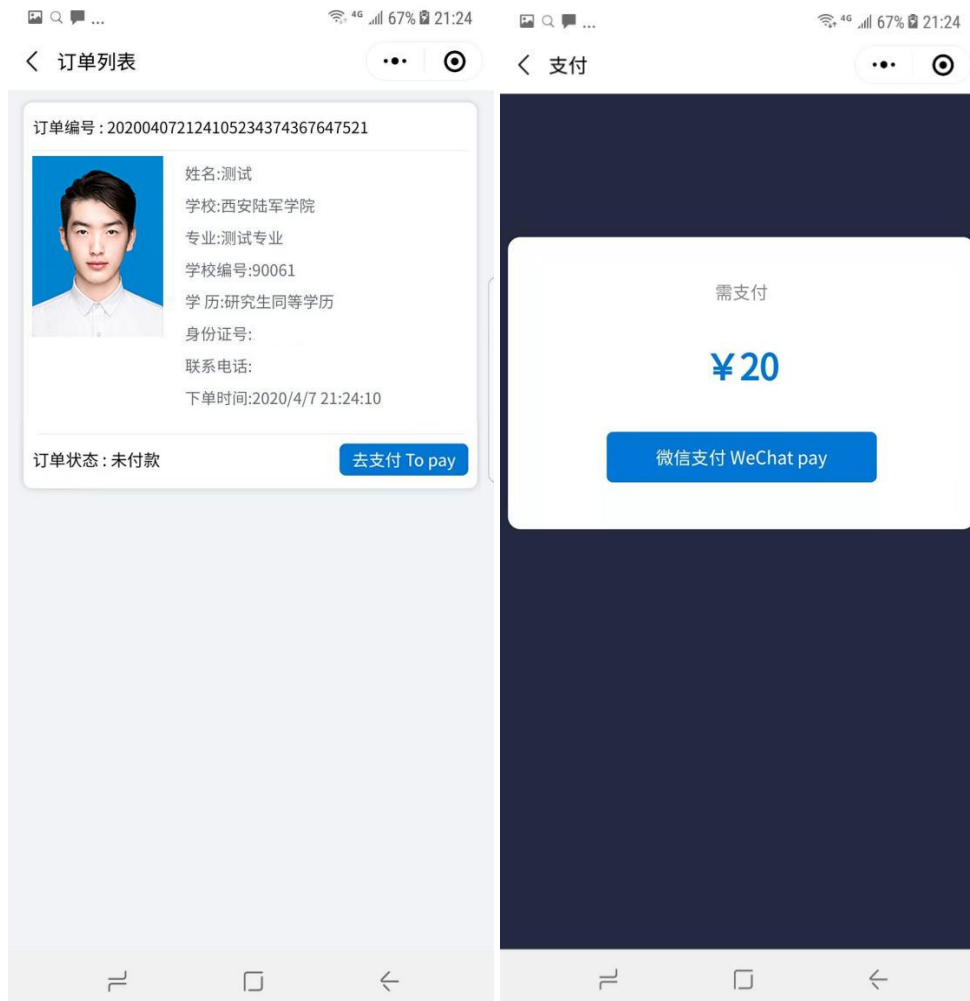 ... 4G 67% 21:24
订单列表
订单编号 : 202004072124105234374367647521
姓名:测试
学校:西安陆军学院
专业:测试专业
学校编号:90061
学 历:研究生同等学历
身份证号:
联系电话:
下单时间:2020/4/7 21:24:10
订单状态 : 未付款
去支付 To pay
... 4G 67% 21:24
支付
需支付
￥20
微信支付 WeChat pay